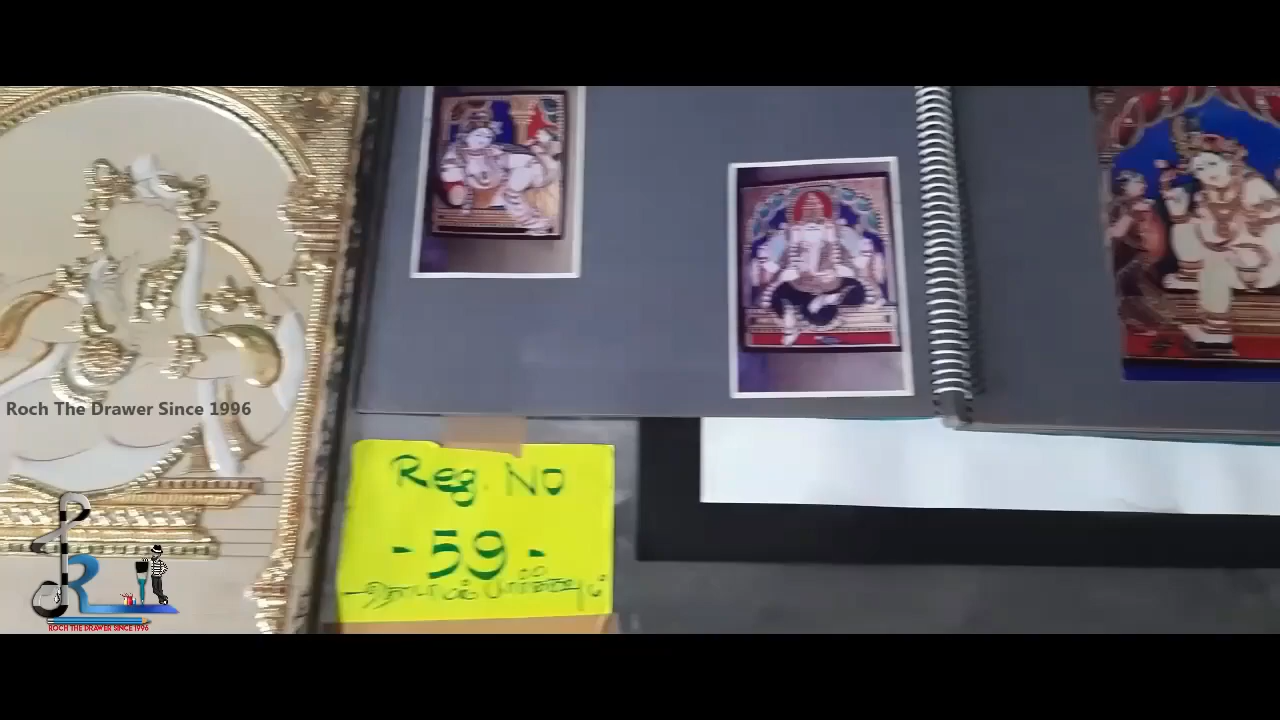 Reg. No
- 59 -
Roch The Drawer Since 1996
ROCH THE DRAWER SINCE 1996